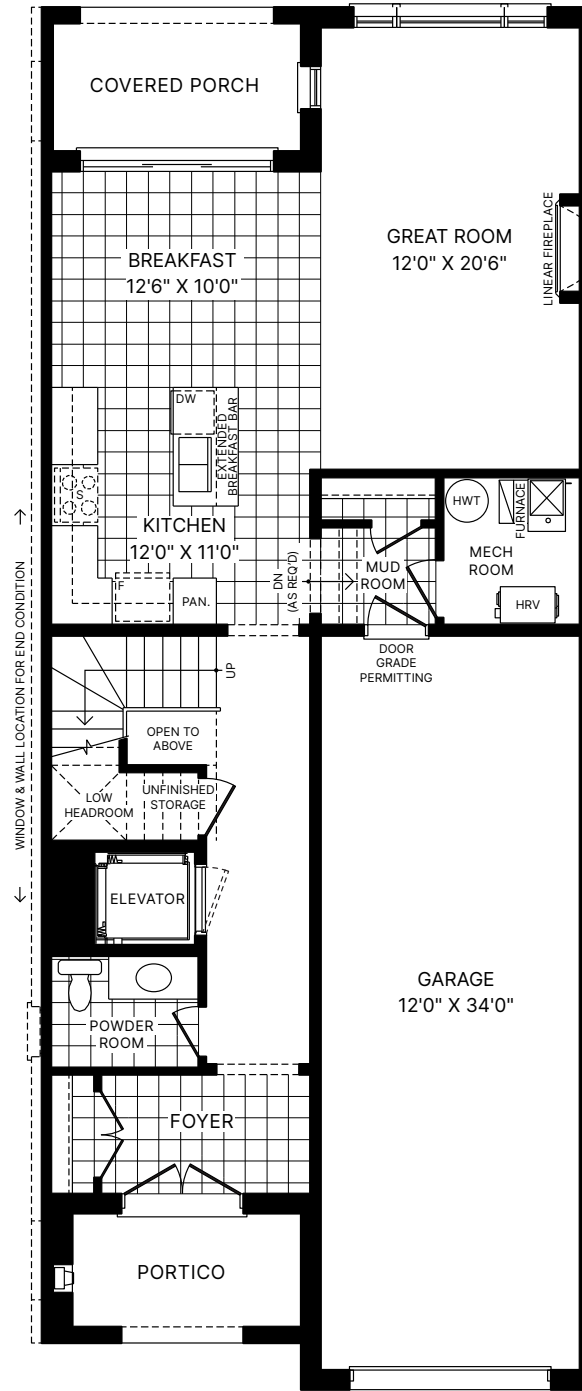 COVERED PORCH
GREAT ROOM
12'0" X 20'6"
LINEAR FIREPLACE
BREAKFAST
12'6" X 10'0"
DW
EXTENDED
BREAKFAST BAR
S
KITCHEN
12'0" X 11'0"
F
PAN.
DN
(AS REQ'D)
MUD
ROOM
HWT
FURNACE
MECH
ROOM
HRV
DOOR
GRADE
PERMITTING
WINDOW & WALL LOCATION FOR END CONDITION
UP
OPEN TO
ABOVE
LOW
HEADROOM
UNFINISHED
STORAGE
ELEVATOR
GARAGE
12'0" X 34'0"
POWDER
ROOM
FOYER
PORTICO